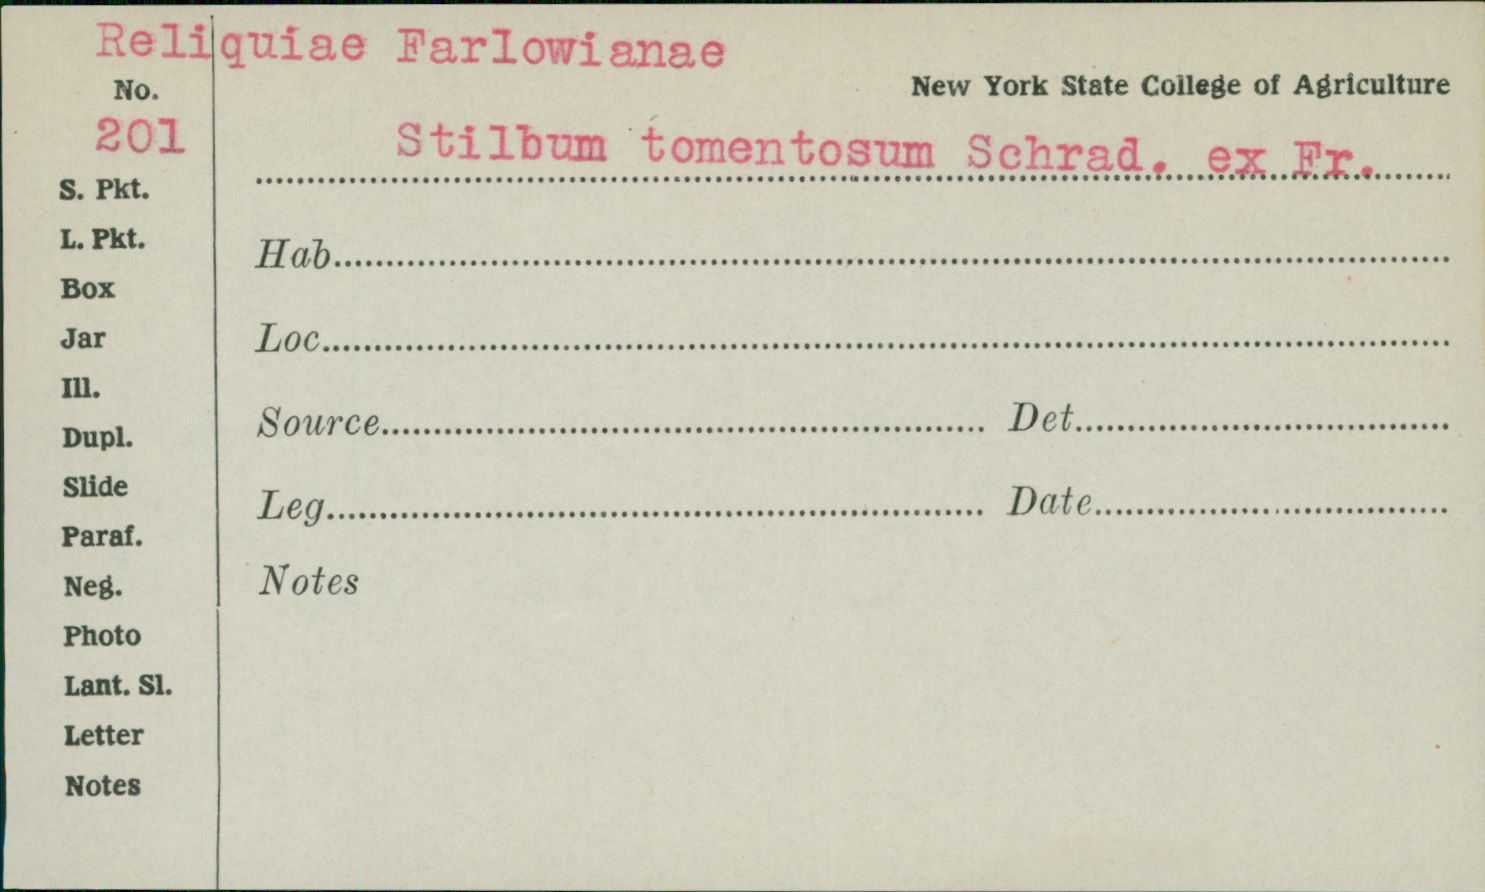 Reliquiae Farlowianae
No.
New York State College of Agriculture
201
Stilbum tomentosum Schrad. ex Fr.
S. Pkt.
L. Pkt.
Box
Jar
Ill.
Dupl.
Slide
Paraf.
Neg.
Photo
Lant. Sl.
Letter
Notes
Hab.
Loc.
Source
Det.
Leg.
Date
Notes